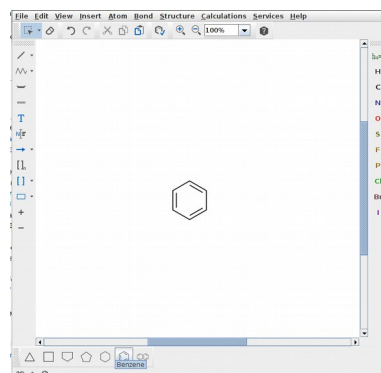 File Edit View Insert Atom Bond Structure Calculations Services Help
100%
T
[]n
[]
+
−
H
C
N
O
S
F
P
Cl
Br
I
Benzene